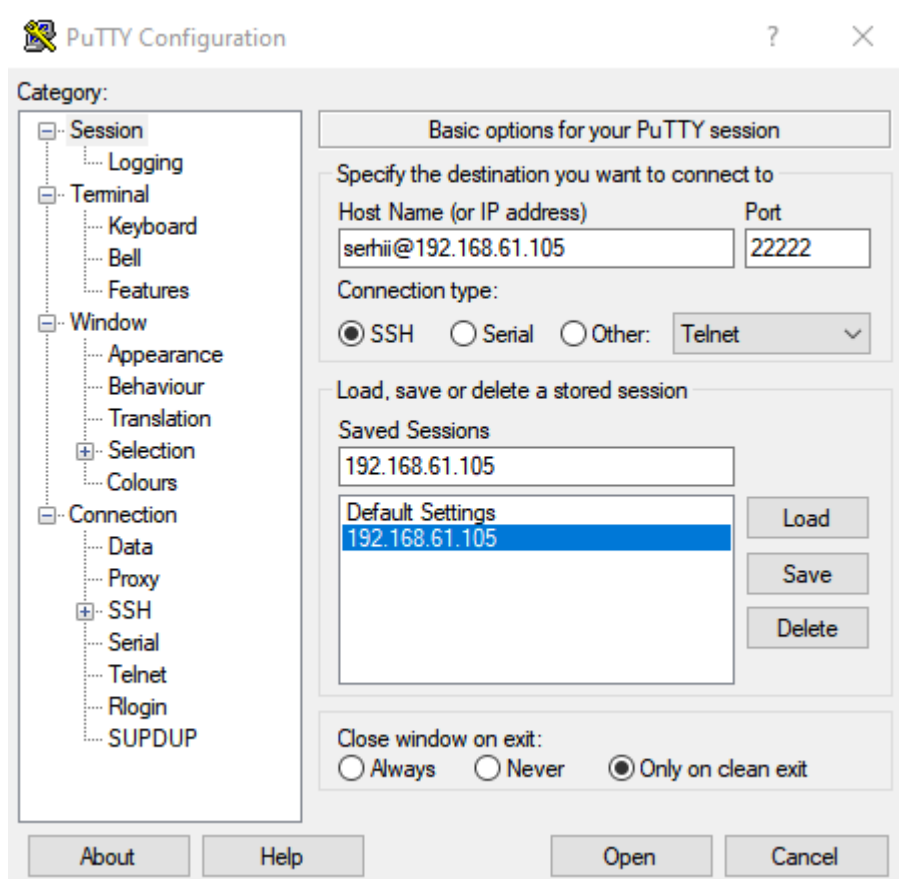 PuTTY Configuration
?
Category:
Session
Logging
Terminal
Keyboard
Bell
Features
Window
Appearance
Behaviour
Translation
Selection
Colours
Connection
Data
Proxy
SSH
Serial
Telnet
Rlogin
SUPDUP
Basic options for your PuTTY session
Specify the destination you want to connect to
Host Name (or IP address) Port
serhii@192.168.61.105 22222
Connection type:
SSH Serial Other: Telnet
Load, save or delete a stored session
Saved Sessions
192.168.61.105
Default Settings
192.168.61.105
Load
Save
Delete
Close window on exit:
Always Never Only on clean exit
About Help Open Cancel